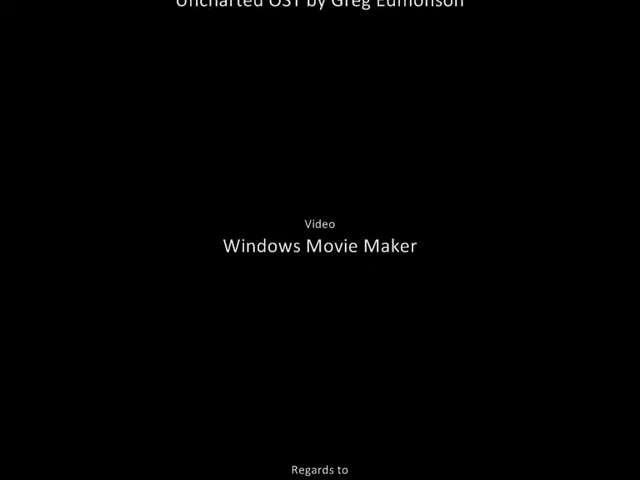 Uncharted OST by Greg Edmonson
Video
Windows Movie Maker
Regards to